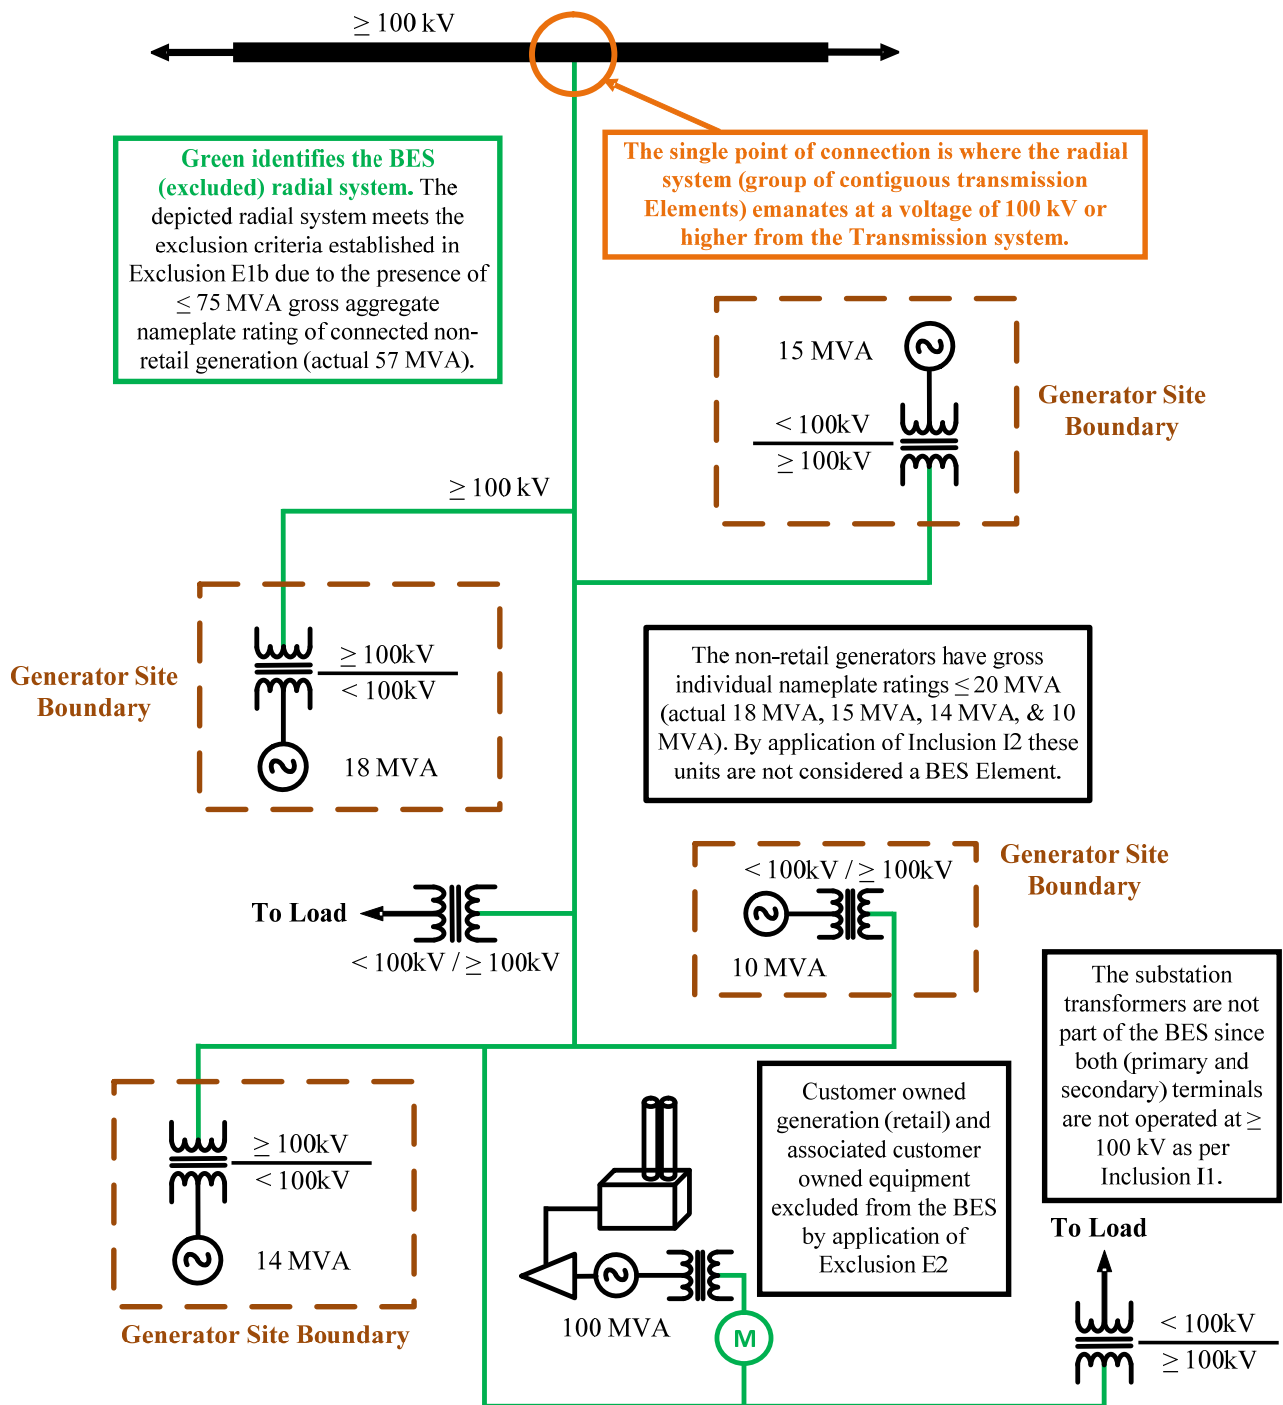 ≥ 100 kV
Green identifies the BES
(excluded) radial system. The
depicted radial system meets the
exclusion criteria established in
Exclusion E1b due to the presence of
≤ 75 MVA gross aggregate
nameplate rating of connected non-
retail generation (actual 57 MVA).
The single point of connection is where the radial
system (group of contiguous transmission
Elements) emanates at a voltage of 100 kV or
higher from the Transmission system.
15 MVA
< 100kV
≥ 100kV
Generator Site
Boundary
≥ 100 kV
Generator Site
Boundary
≥ 100kV
< 100kV
18 MVA
The non-retail generators have gross
individual nameplate ratings ≤ 20 MVA
(actual 18 MVA, 15 MVA, 14 MVA, & 10
MVA). By application of Inclusion I2 these
units are not considered a BES Element.
To Load
< 100kV / ≥ 100kV
< 100kV / ≥ 100kV
10 MVA
Generator Site
Boundary
The substation
transformers are not
part of the BES since
both (primary and
secondary) terminals
are not operated at ≥
100 kV as per
Inclusion I1.
≥ 100kV
< 100kV
14 MVA
Generator Site Boundary
Customer owned
generation (retail) and
associated customer
owned equipment
excluded from the BES
by application of
Exclusion E2
100 MVA
M
To Load
< 100kV
≥ 100kV